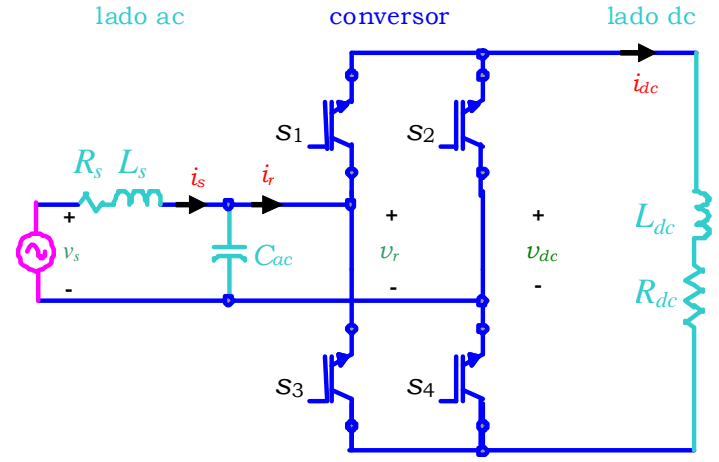 lado ac conversor lado dc
i_dc
S1 S2
R_s L_s i_s i_r
+ + +
L_dc
v_s C_ac v_r v_dc
- - -
R_dc
S3 S4